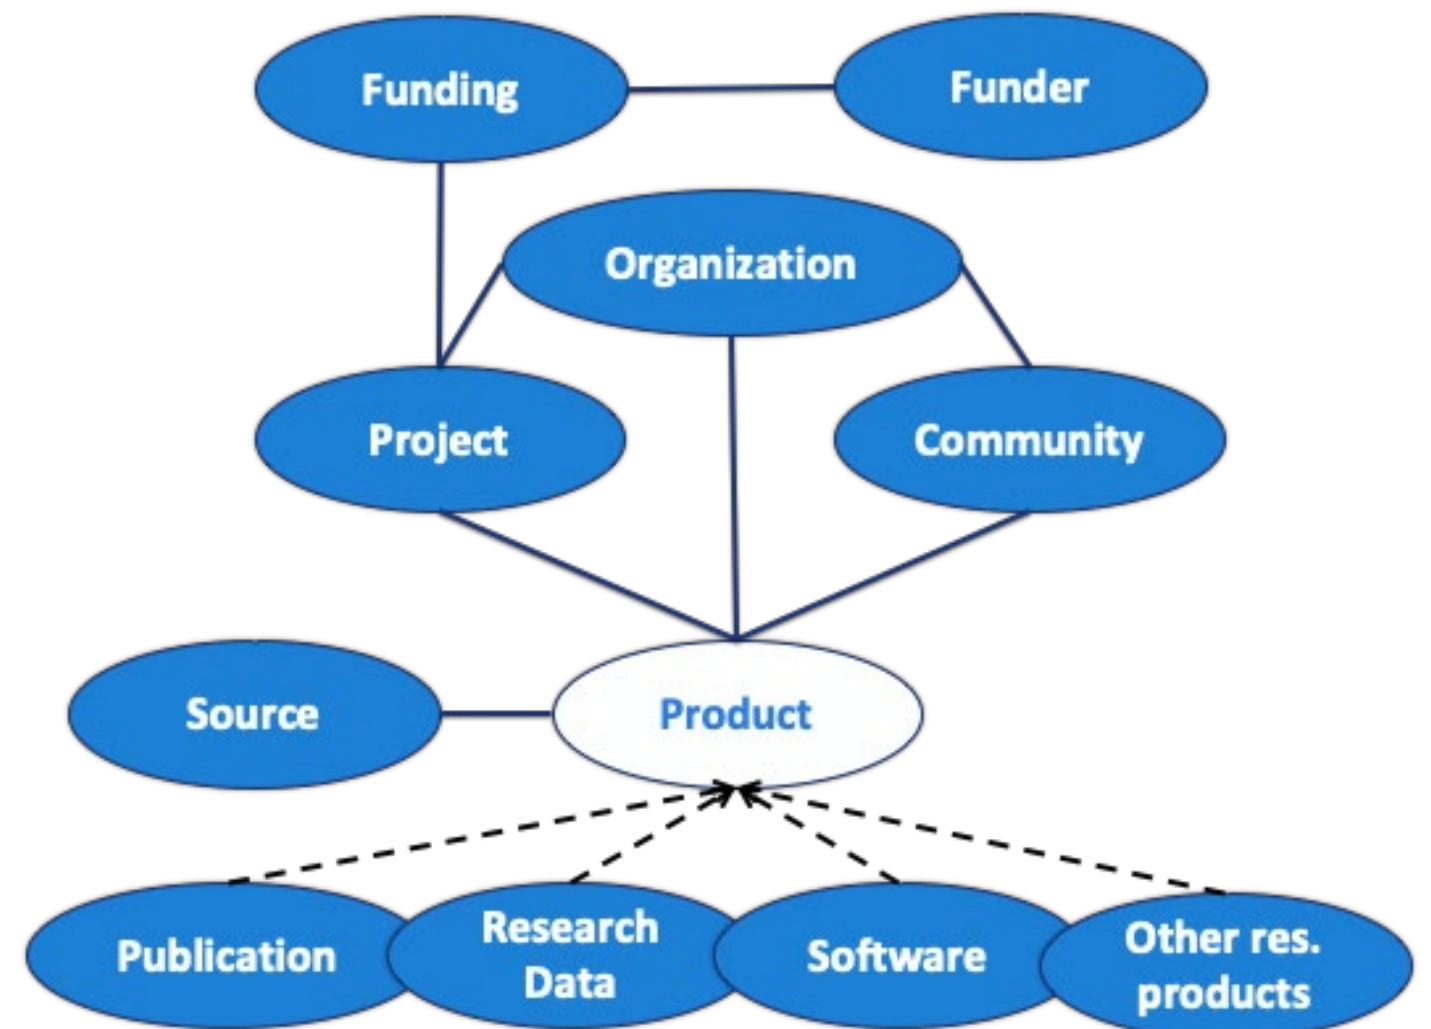 Funding
Funder
Organization
Project
Community
Source
Product
Publication
Research
Data
Software
Other res.
products